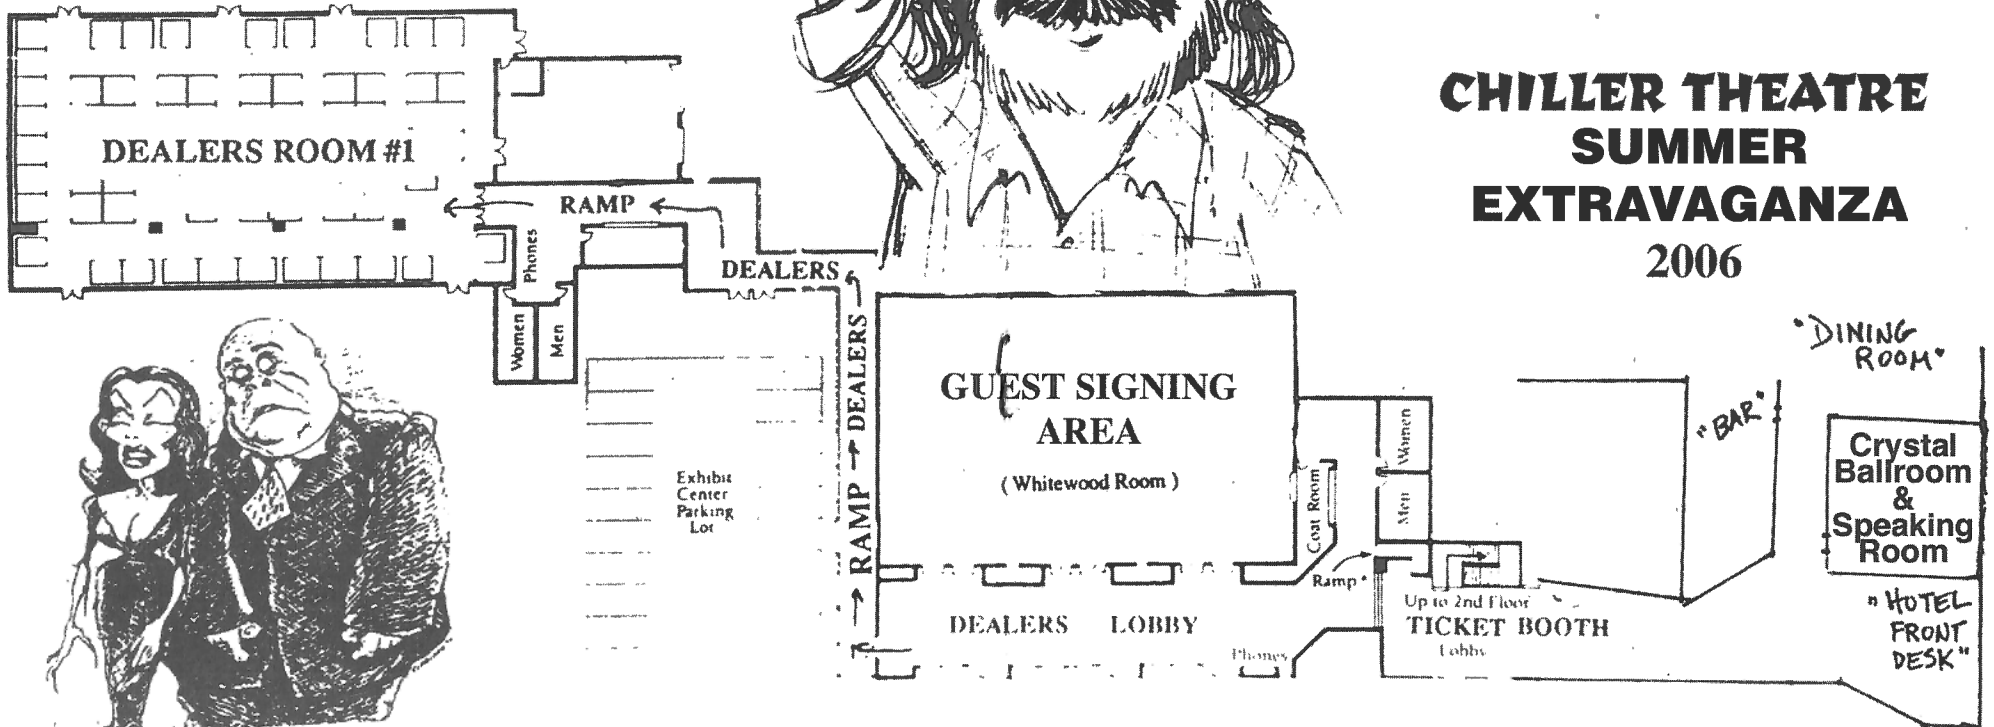 CHILLER THEATRE
SUMMER
EXTRAVAGANZA
2006
DEALERS ROOM #1
RAMP
Phones
DEALERS
Women
Men
RAMP → DEALERS
Exhibit
Center
Parking
Lot
GUEST SIGNING
AREA
( Whitewood Room )
Coat Room
Women
Men
Ramp
DEALERS LOBBY
Phones
Up to 2nd Floor
TICKET BOOTH
Lobby
"BAR"
"DINING
ROOM"
Crystal
Ballroom
&
Speaking
Room
"HOTEL
FRONT
DESK"